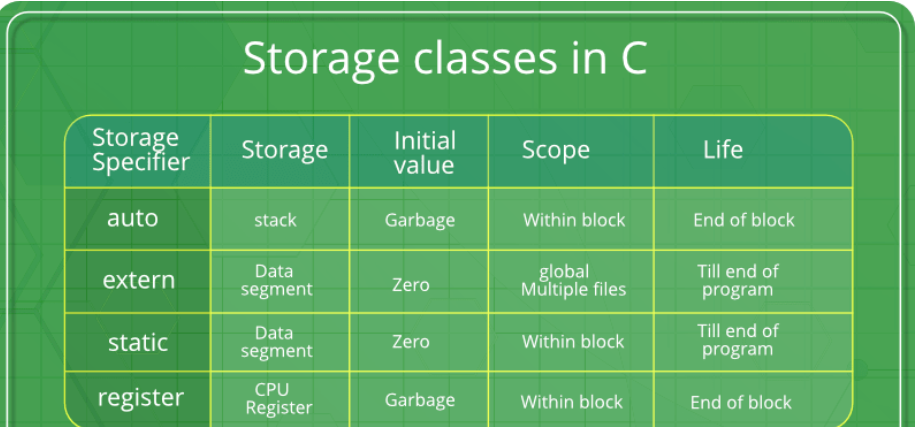 Storage classes in C
Storage Specifier Storage Initial value Scope Life
auto stack Garbage Within block End of block
extern Data segment Zero global Multiple files Till end of program
static Data segment Zero Within block Till end of program
register CPU Register Garbage Within block End of block